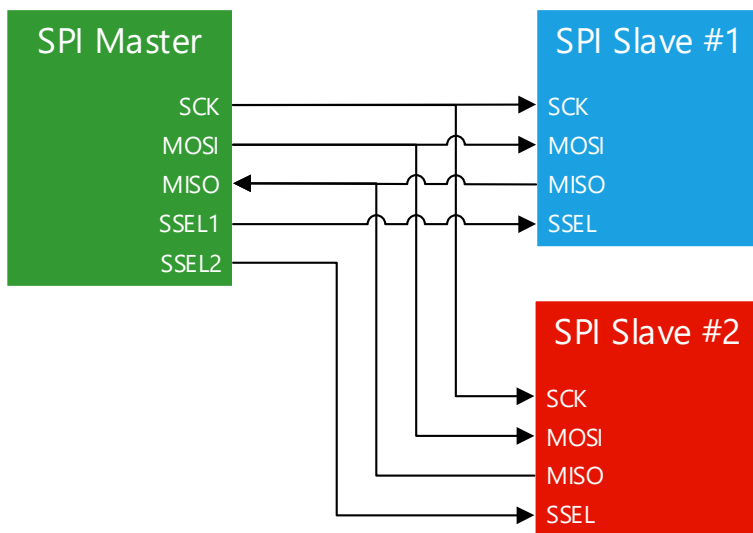 SPI Master
SCK
MOSI
MISO
SSEL1
SSEL2
SPI Slave #1
SCK
MOSI
MISO
SSEL
SPI Slave #2
SCK
MOSI
MISO
SSEL